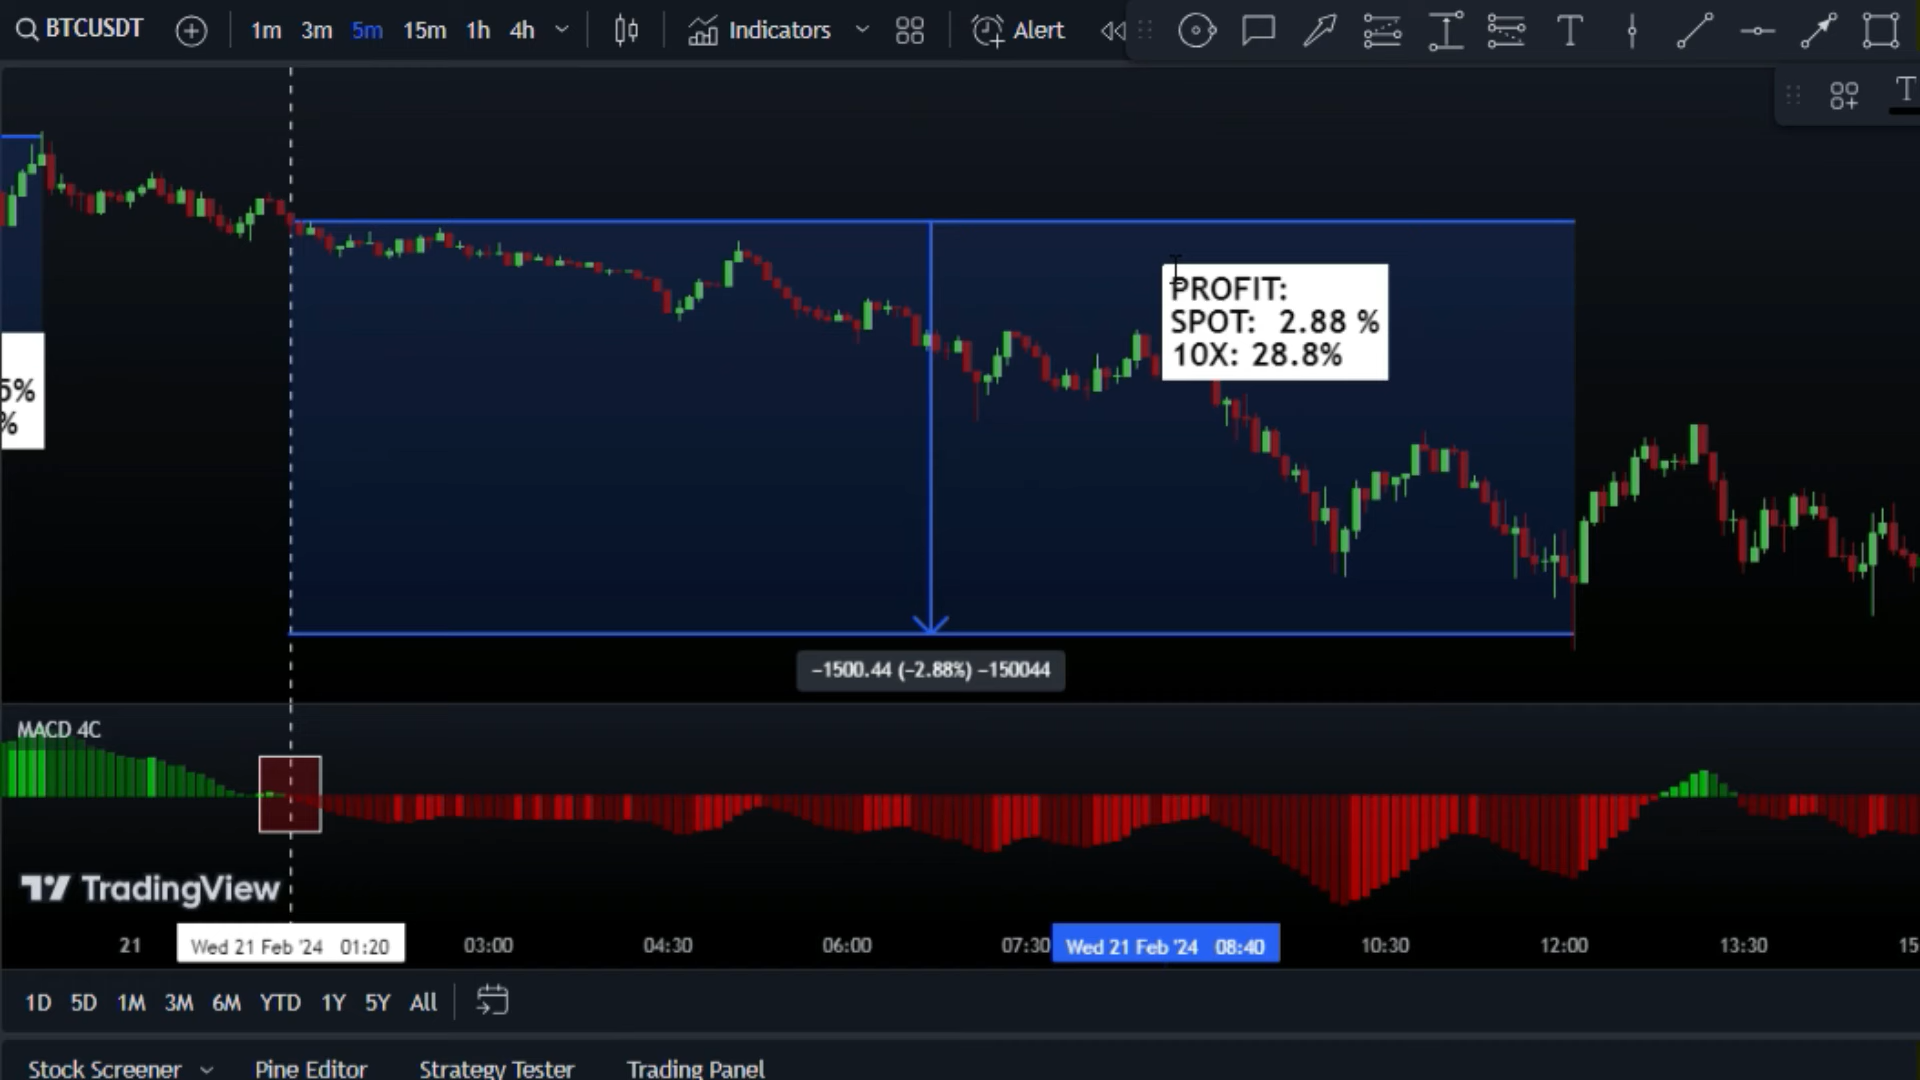 BTCUSDT
1m 3m 5m 15m 1h 4h
Indicators
Alert
T
T
PROFIT:
SPOT: 2.88 %
10X: 28.8%
5%
%
−1500.44 (−2.88%) −150044
MACD 4C
TradingView
21 Wed 21 Feb '24 01:20 03:00 04:30 06:00 07:30 Wed 21 Feb '24 08:40 10:30 12:00 13:30 15
1D 5D 1M 3M 6M YTD 1Y 5Y All
Stock Screener Pine Editor Strategy Tester Trading Panel